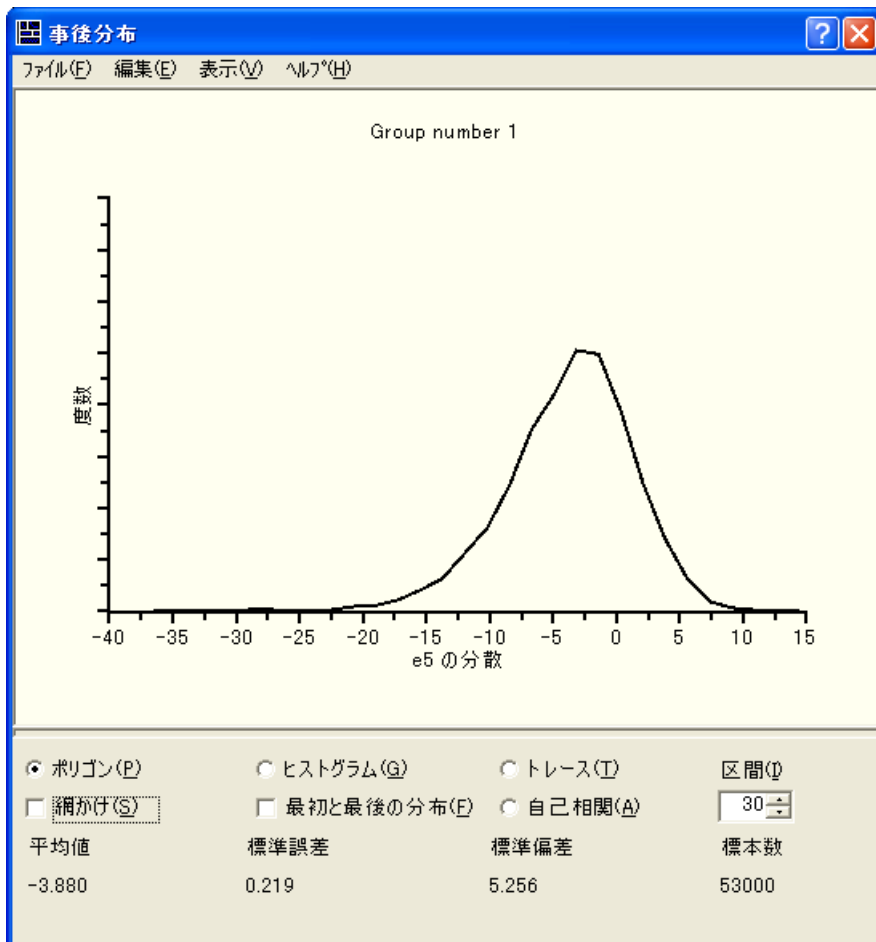 事後分布
ファイル(F) 編集(E) 表示(V) ヘルプ(H)
Group number 1
度数
-40 -35 -30 -25 -20 -15 -10 -5 0 5 10 15
e5 の分散
ポリゴン(P) ヒストグラム(G) トレース(T) 区間(I)
網かけ(S) 最初と最後の分布(F) 自己相関(A) 30
平均値 標準誤差 標準偏差 標本数
-3.880 0.219 5.256 53000